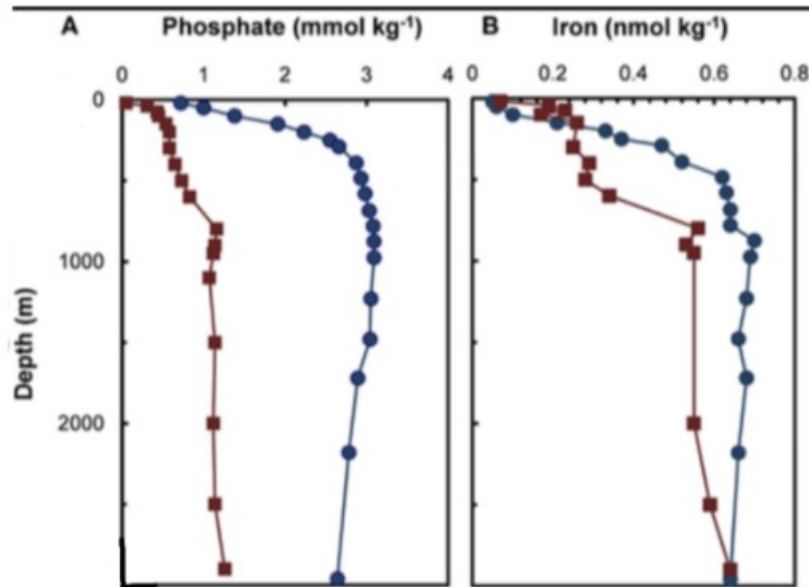 A Phosphate (mmol kg-1) B Iron (nmol kg-1)
0 1 2 3 4 0 0.2 0.4 0.6 0.8
0
1000
2000
Depth (m)